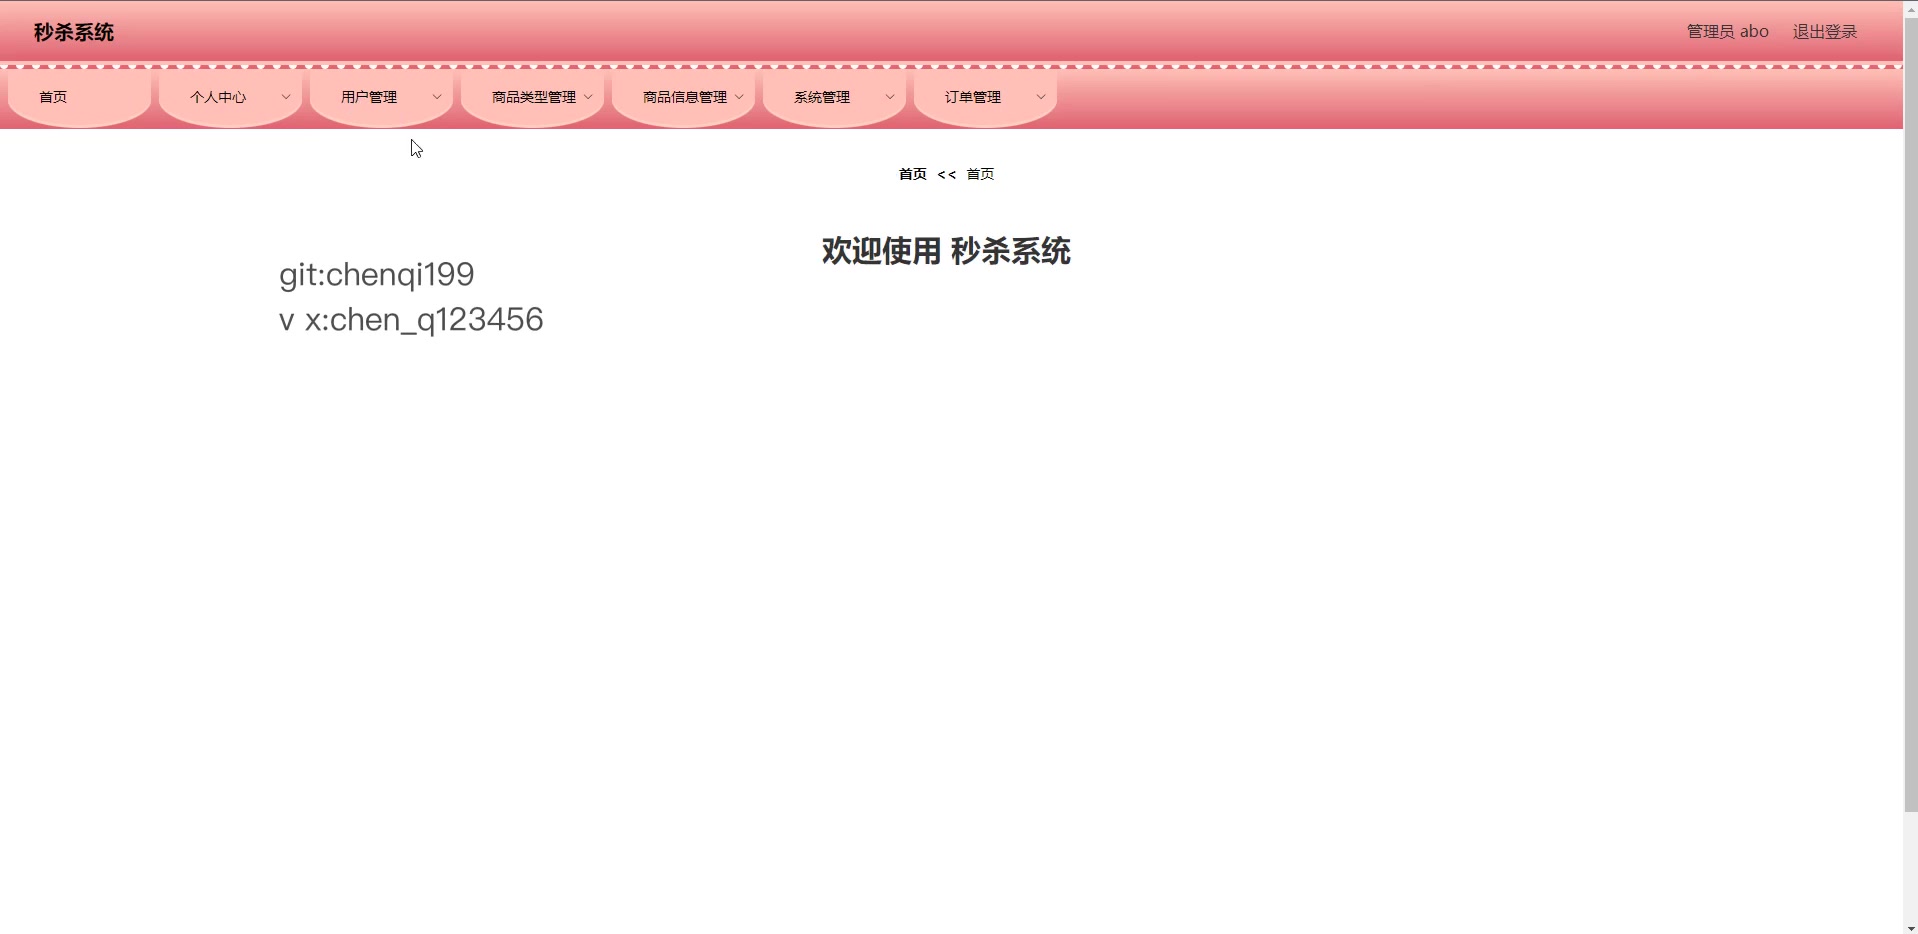 秒杀系统
管理员 abo 退出登录
首页 个人中心 用户管理 商品类型管理 商品信息管理 系统管理 订单管理
首页 << 首页
欢迎使用 秒杀系统
git:chenqi199
v x:chen_q123456